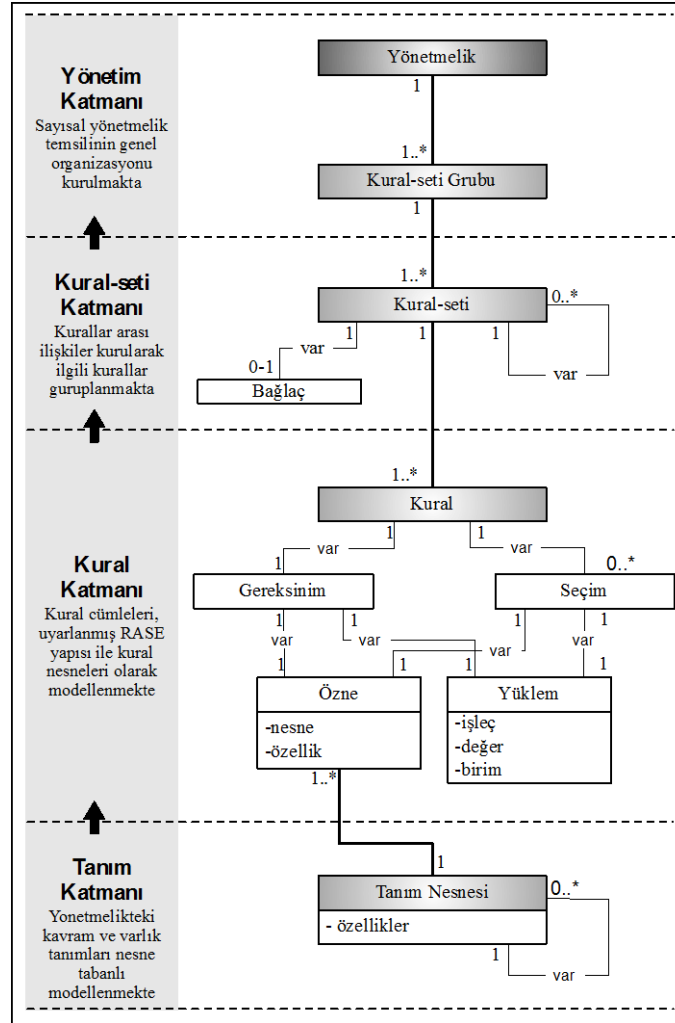 Yönetmelik
1
Yönetim
Katmanı
Sayısal yönetmelik
temsilinin genel
organizasyonu
kurulmakta
1..*
Kural-seti Grubu
1
Kural-seti
Katmanı
Kurallar arası
ilişkiler kurularak
ilgili kurallar
guruplanmakta
1..*
Kural-seti
0..*
1
1
1
var
var
0-1
Bağlaç
1..*
Kural
1
1
var
var
1
0..*
Kural
Katmanı
Kural cümleleri,
uyarlanmış RASE
yapısı ile kural
nesneleri olarak
modellenmekte
Gereksinim
Seçim
1
1
1
1
var
var
var
var
1
1
1
1
Özne
-nesne
-özellik
Yüklem
-işleç
-değer
-birim
1..*
1
Tanım
Katmanı
Yonetmelikteki
kavram ve varlık
tanımları nesne
tabanlı
modellenmekte
Tanım Nesnesi
- özellikler
0..*
1
var